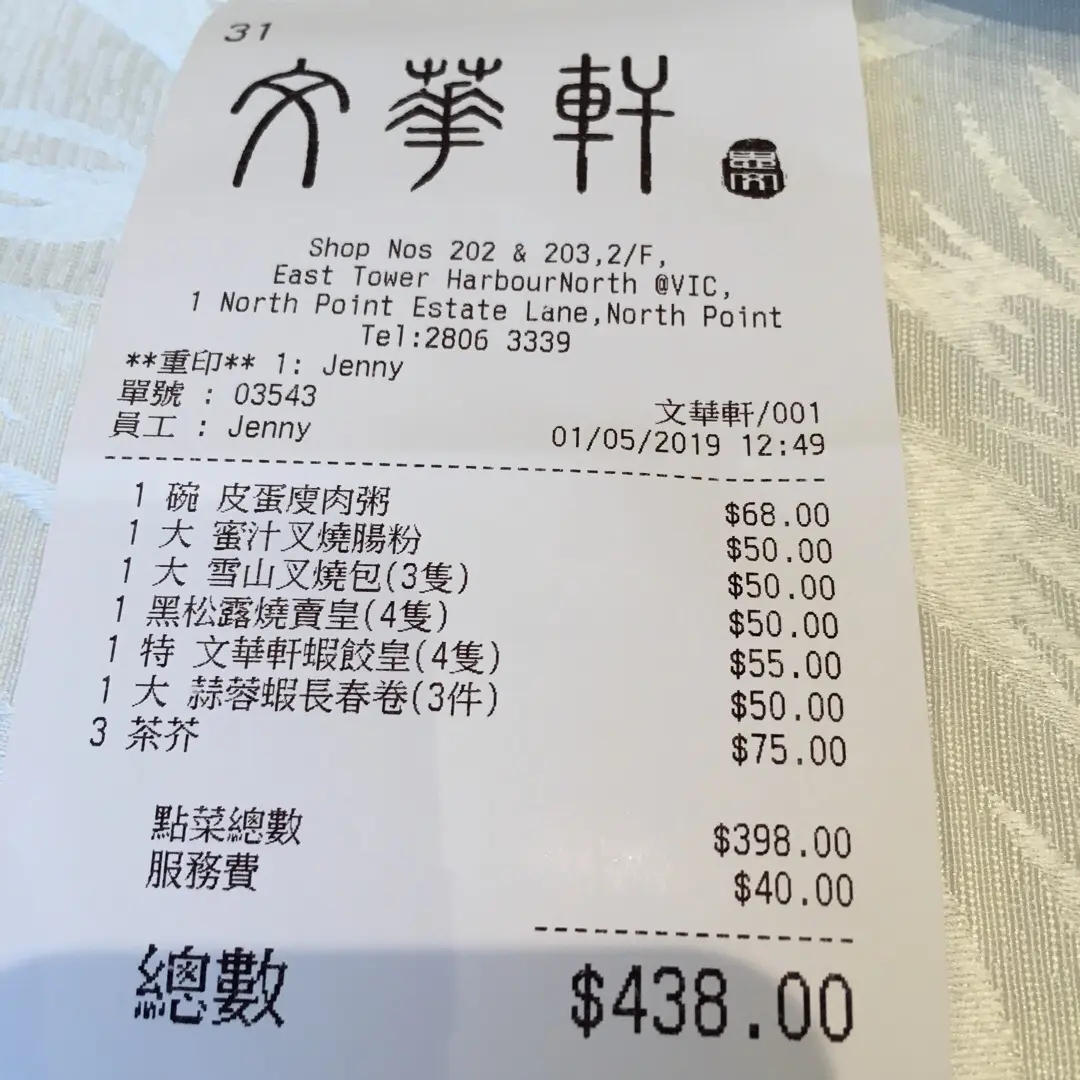 31
文華軒
Shop Nos 202 & 203,2/F,
East Tower HarbourNorth @VIC,
1 North Point Estate Lane,North Point
Tel:2806 3339
**重印** 1: Jenny
單號 : 03543
文華軒/001
員工 : Jenny
01/05/2019 12:49
1 碗 皮蛋瘦肉粥 $68.00
1 大 蜜汁叉燒腸粉 $50.00
1 大 雪山叉燒包(3隻) $50.00
1 黑松露燒賣皇(4隻) $50.00
1 特 文華軒蝦餃皇(4隻) $55.00
1 大 蒜蓉蝦長春卷(3件) $50.00
3 茶芥 $75.00
點菜總數 $398.00
服務費 $40.00
總數 $438.00